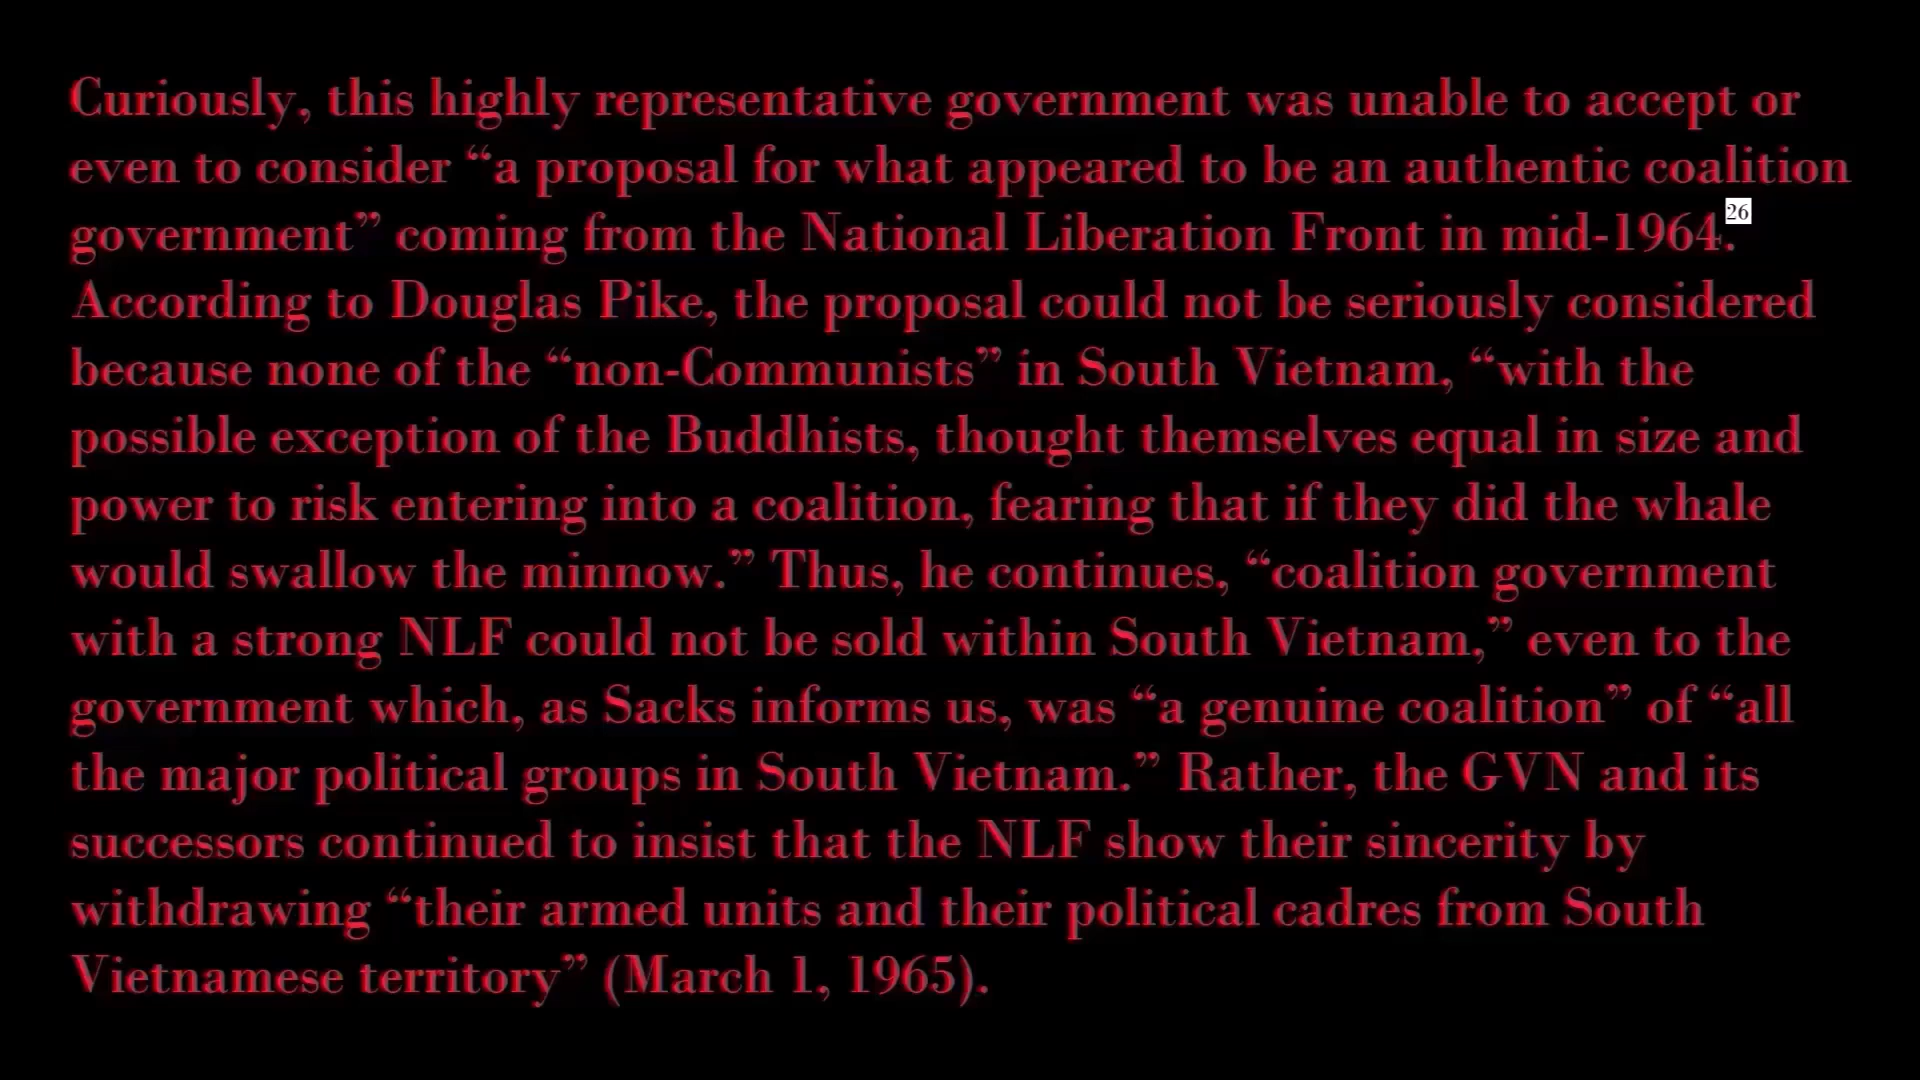 Curiously, this highly representative government was unable to accept or
even to consider “a proposal for what appeared to be an authentic coalition
government” coming from the National Liberation Front in mid-1964.26
According to Douglas Pike, the proposal could not be seriously considered
because none of the “non-Communists” in South Vietnam, “with the
possible exception of the Buddhists, thought themselves equal in size and
power to risk entering into a coalition, fearing that if they did the whale
would swallow the minnow.” Thus, he continues, “coalition government
with a strong NLF could not be sold within South Vietnam,” even to the
government which, as Sacks informs us, was “a genuine coalition” of “all
the major political groups in South Vietnam.” Rather, the GVN and its
successors continued to insist that the NLF show their sincerity by
withdrawing “their armed units and their political cadres from South
Vietnamese territory” (March 1, 1965).